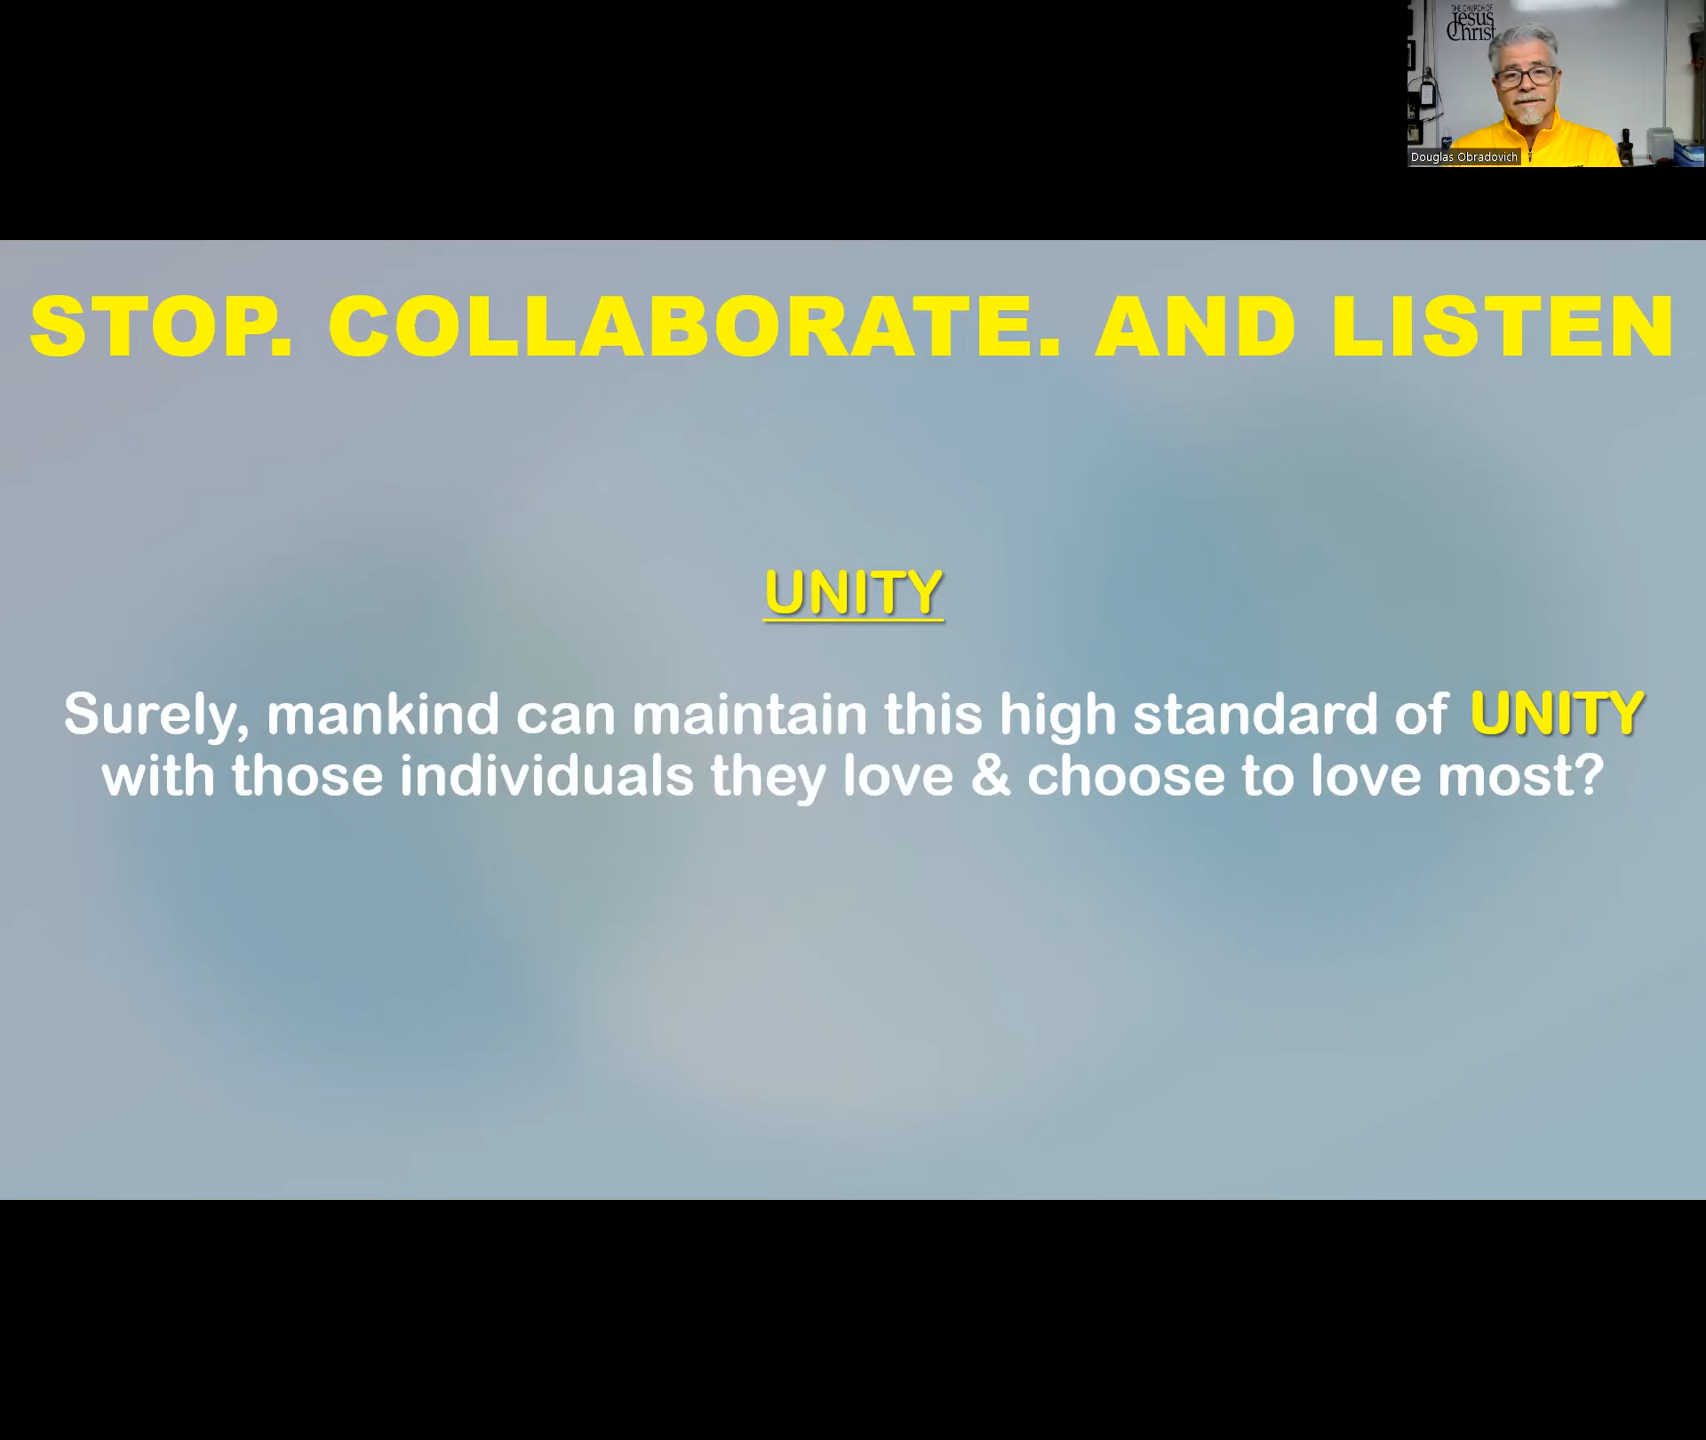 THE CHURCH OF
Jesus
Christ
Douglas Obradovich
STOP. COLLABORATE. AND LISTEN
UNITY
Surely, mankind can maintain this high standard of UNITY
with those individuals they love & choose to love most?